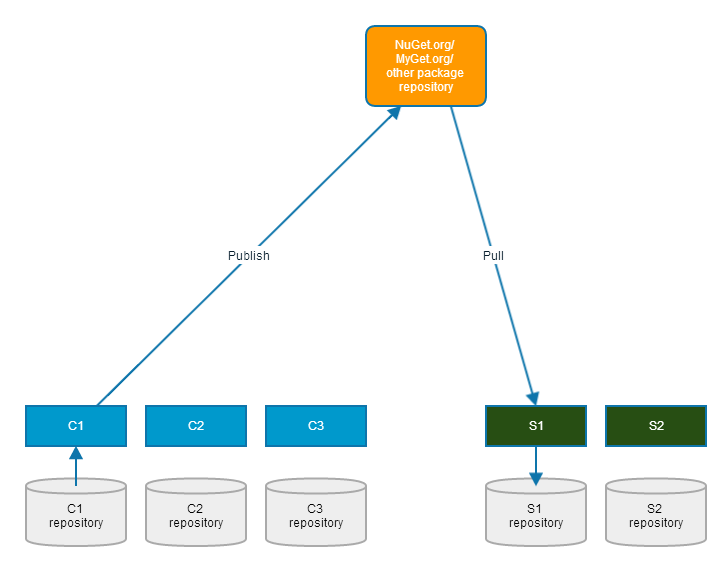 NuGet.org/
MyGet.org/
other package
repository
Publish
Pull
C1
C2
C3
S1
S2
C1
repository
C2
repository
C3
repository
S1
repository
S2
repository